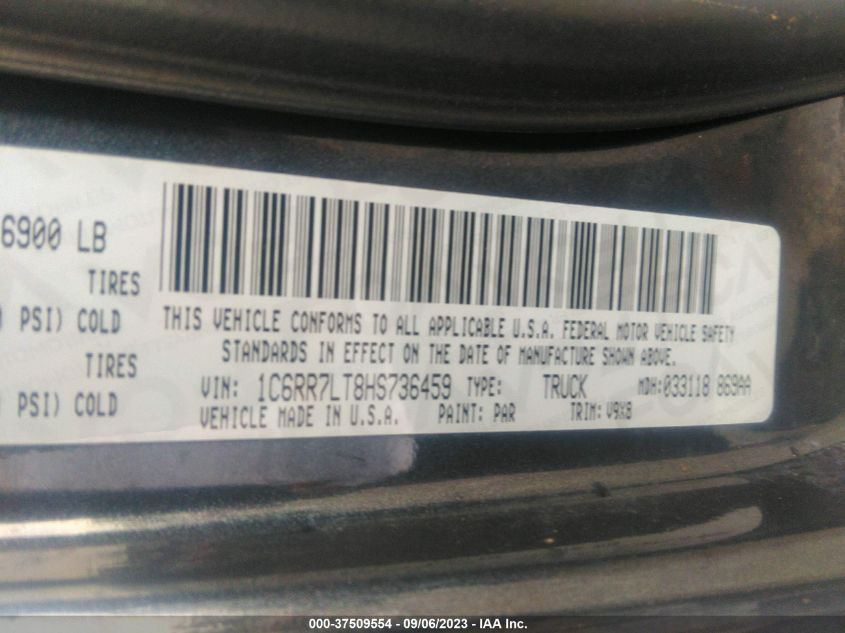 6900 LB
TIRES
PSI) COLD
TIRES
PSI) COLD
THIS VEHICLE CONFORMS TO ALL APPLICABLE U.S.A. FEDERAL MOTOR VEHICLE SAFETY
STANDARDS IN EFFECT ON THE DATE OF MANUFACTURE SHOWN ABOVE.
VIN: 1C6RR7LT8HS736459 TYPE: TRUCK MDH:033118 869AA
VEHICLE MADE IN U.S.A. PAINT: PAR TRIM: V9X8
000-37509554 - 09/06/2023 - IAA Inc.